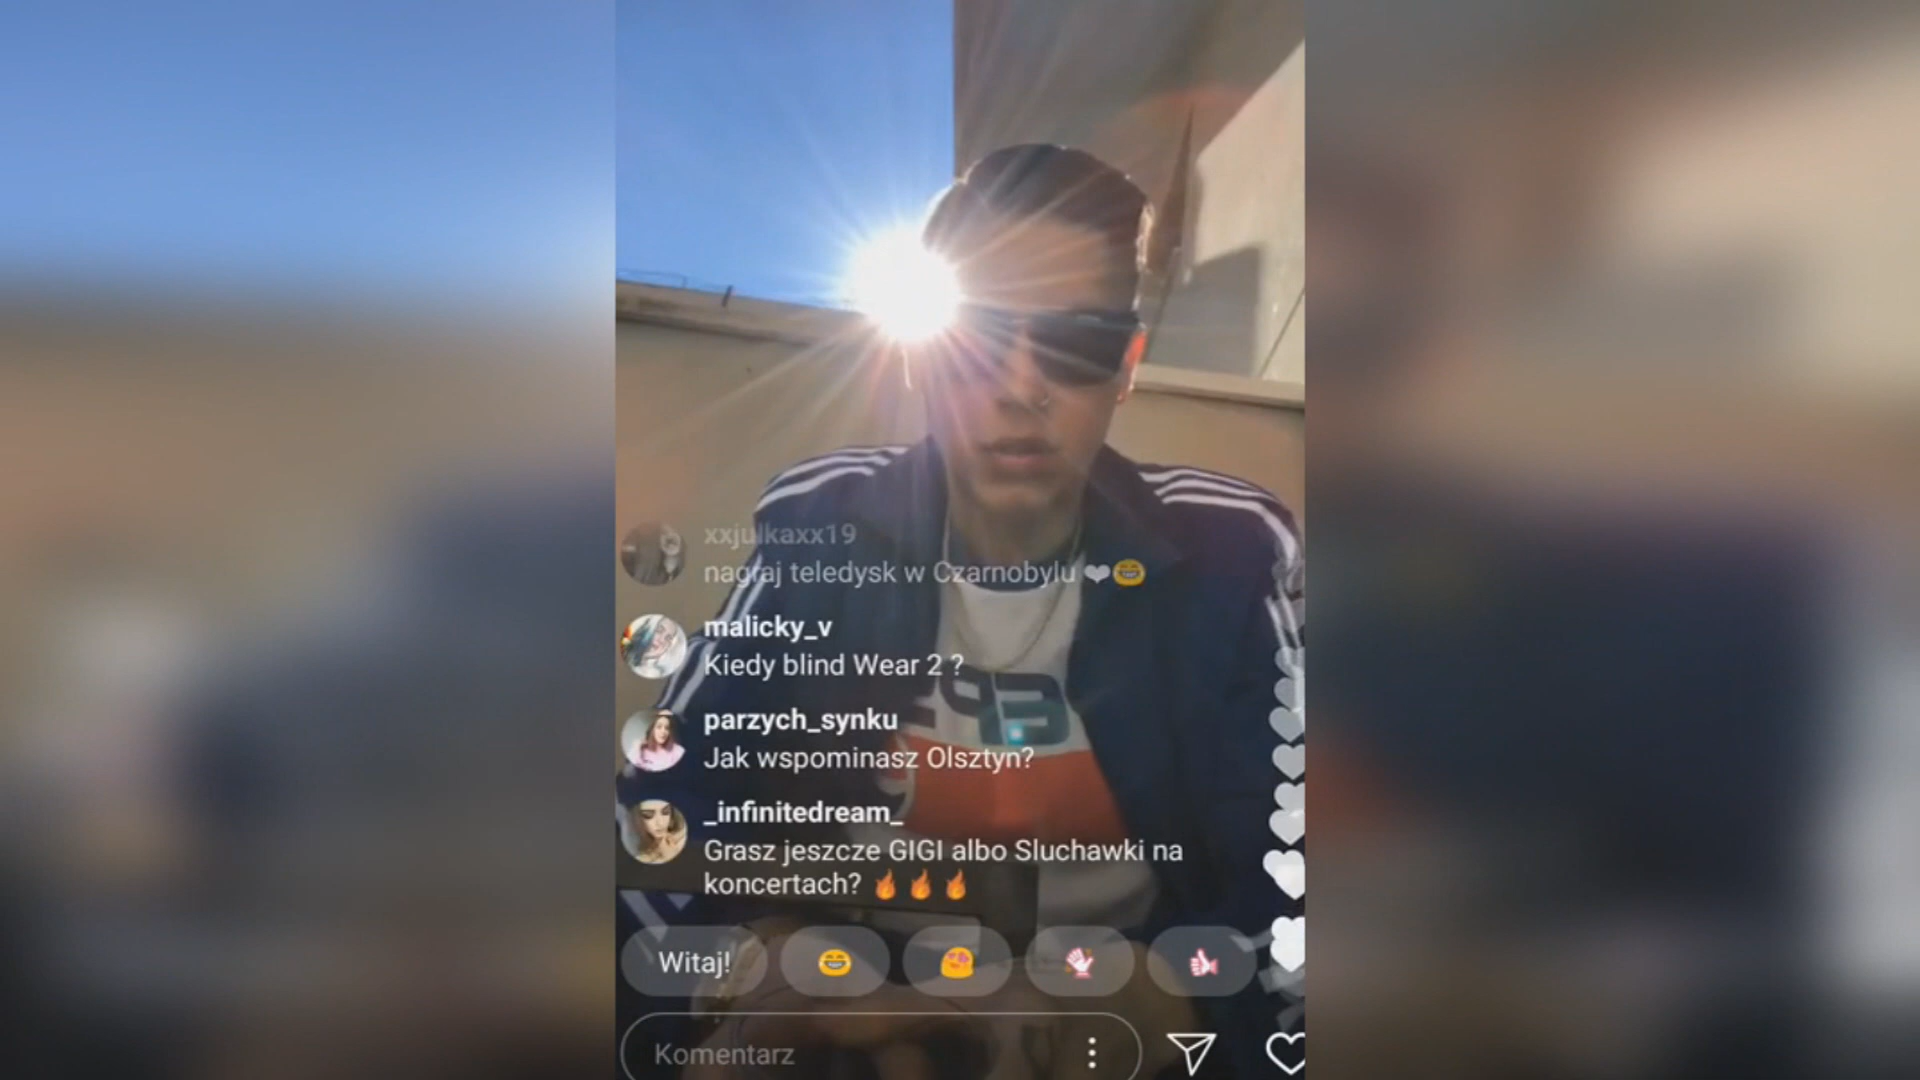 xxjulkaxx19
nagraj teledysk w Czarnobylu ❤😂
malicky_v
Kiedy blind Wear 2 ?
parzych_synku
Jak wspominasz Olsztyn?
_infinitedream_
Grasz jeszcze GIGI albo Sluchawki na
koncertach? 🔥🔥🔥
Witaj!
Komentarz